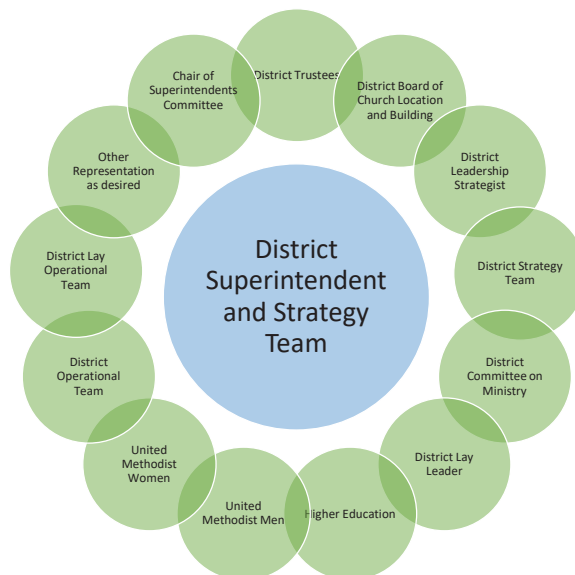 District Trustees
District Board of
Church Location
and Building
District
Leadership
Strategist
District Strategy
Team
District
Committee on
Ministry
District Lay
Leader
Higher Education
United
Methodist Men
United
Methodist
Women
District
Operational
Team
District Lay
Operational
Team
Other
Representation
as desired
Chair of
Superintendents
Committee
District
Superintendent
and Strategy
Team